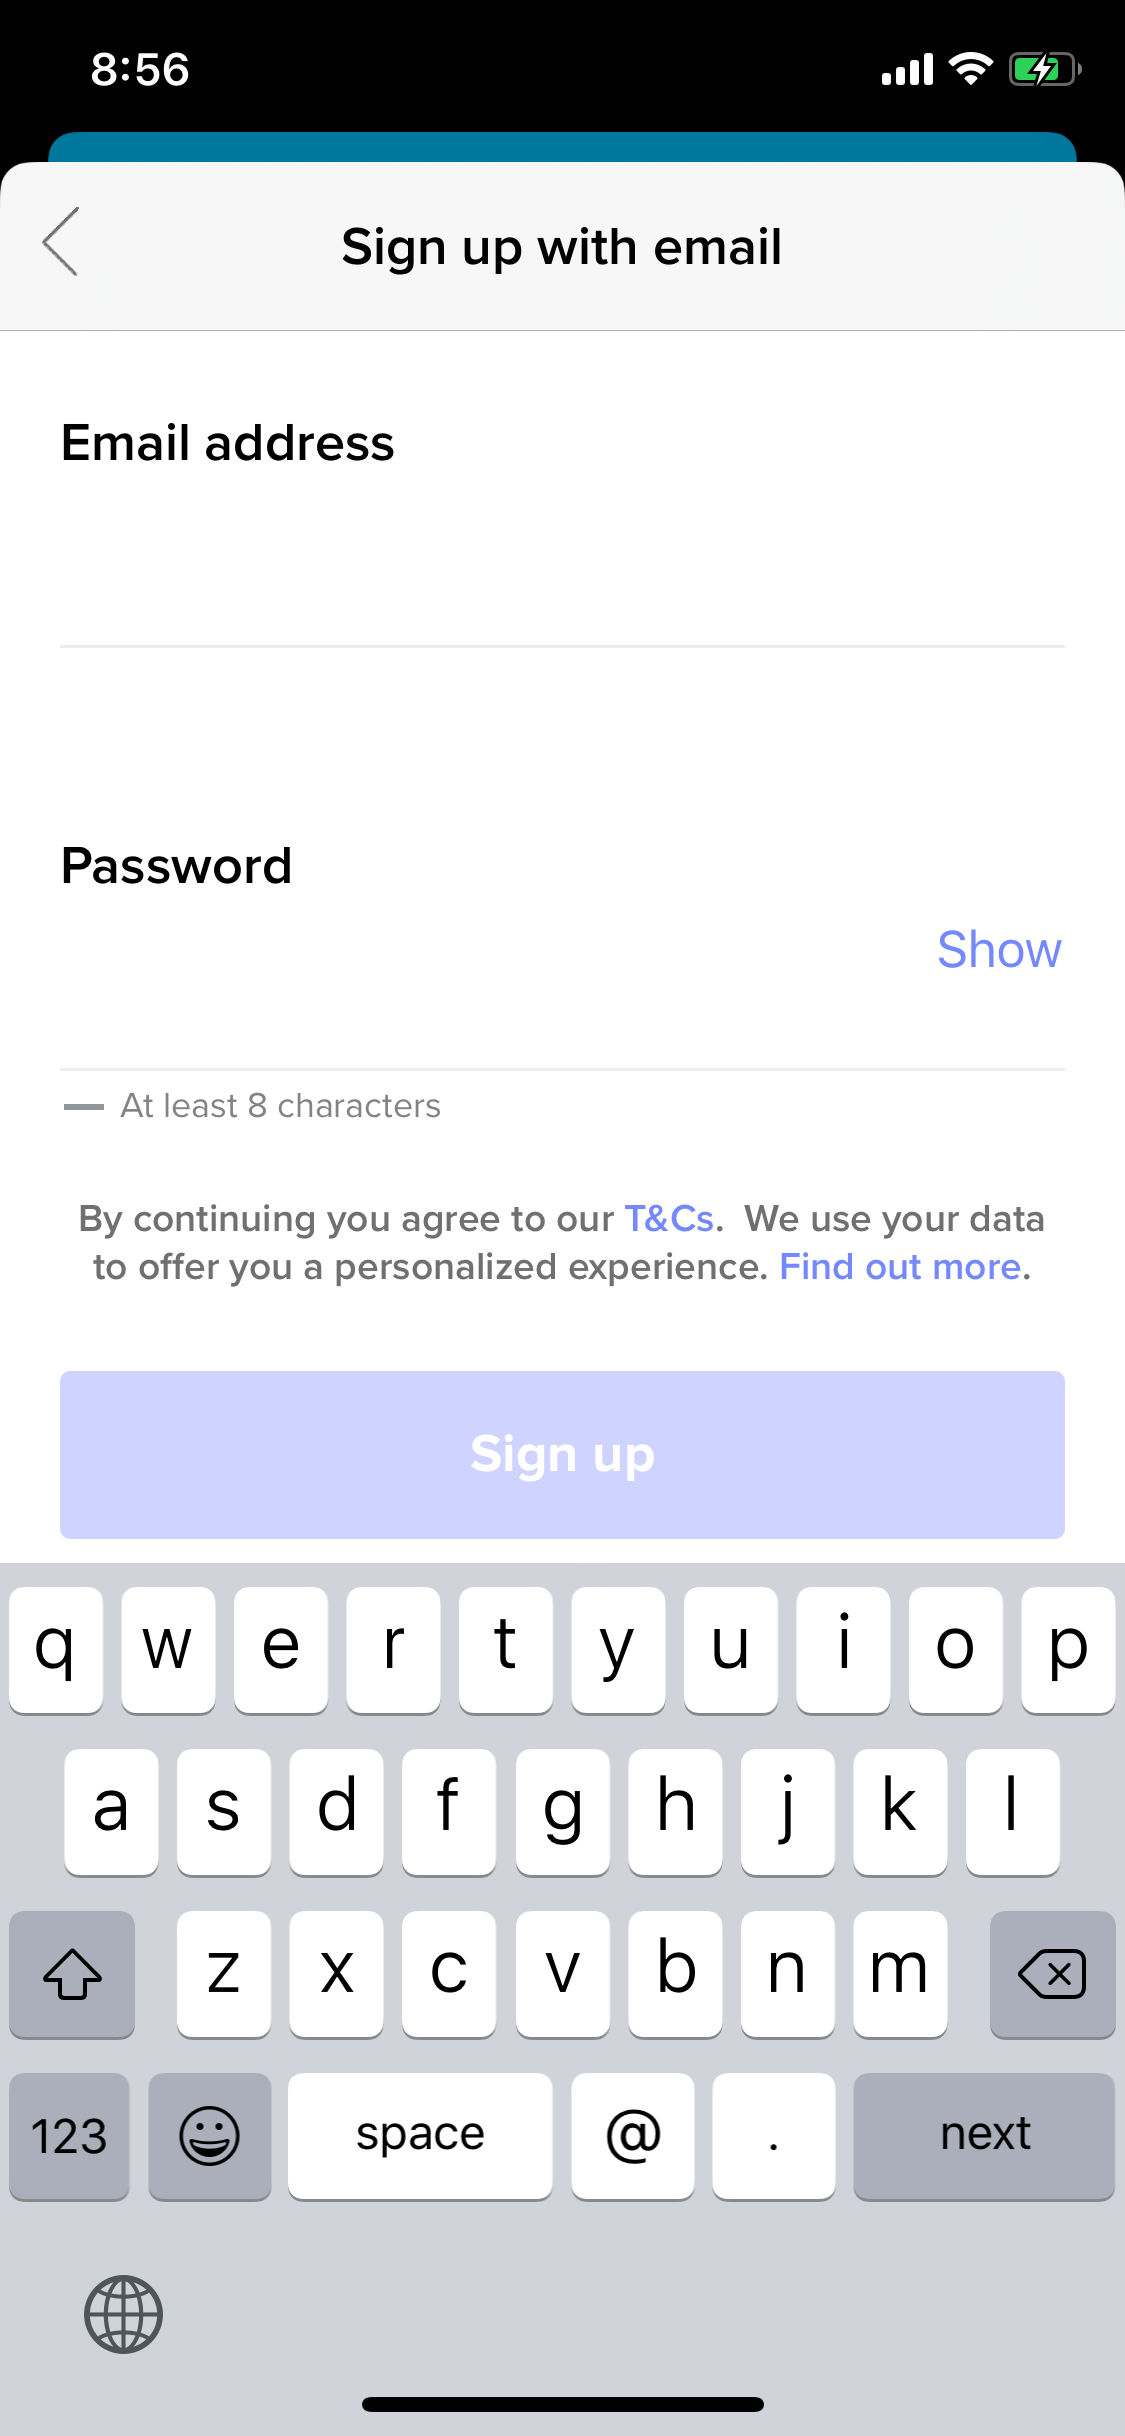 8:56
Sign up with email
Email address
Password
Show
At least 8 characters
By continuing you agree to our T&Cs.  We use your data
to offer you a personalized experience. Find out more.
Sign up
q w e r t y u i o p
a s d f g h j k l
z x c v b n m
123 space @ . next